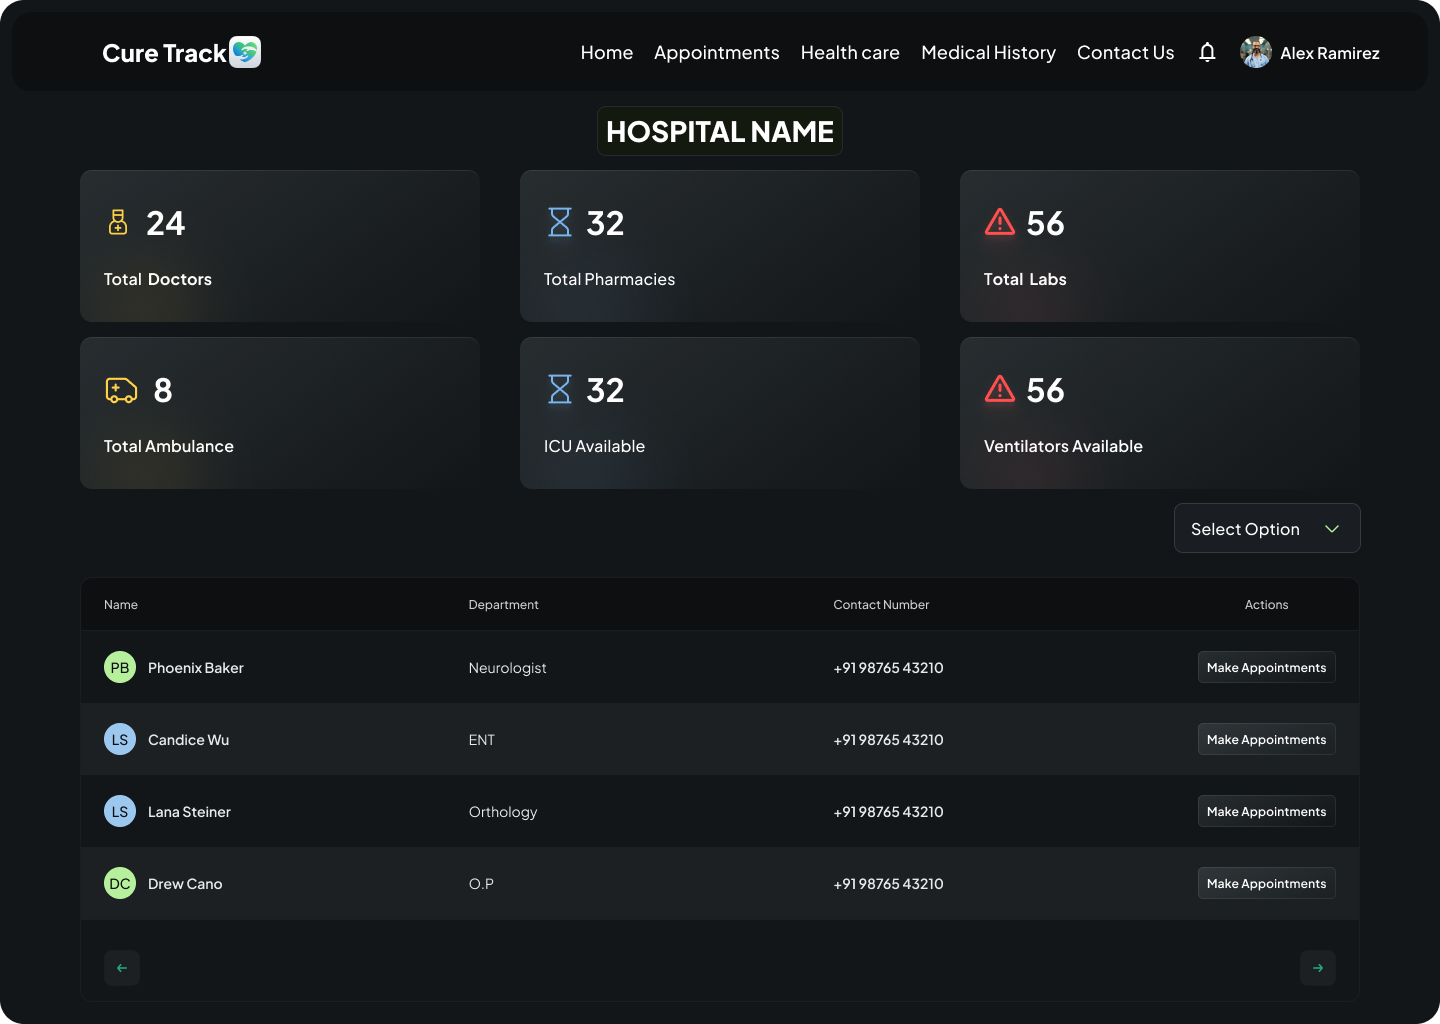 Cure Track
Home Appointments Health care Medical History Contact Us Alex Ramirez
HOSPITAL NAME
24
Total Doctors
32
Total Pharmacies
56
Total Labs
8
Total Ambulance
32
ICU Available
56
Ventilators Available
Select Option
Name Department Contact Number Actions
PB Phoenix Baker Neurologist +91 98765 43210 Make Appointments
LS Candice Wu ENT +91 98765 43210 Make Appointments
LS Lana Steiner Orthology +91 98765 43210 Make Appointments
DC Drew Cano O.P +91 98765 43210 Make Appointments